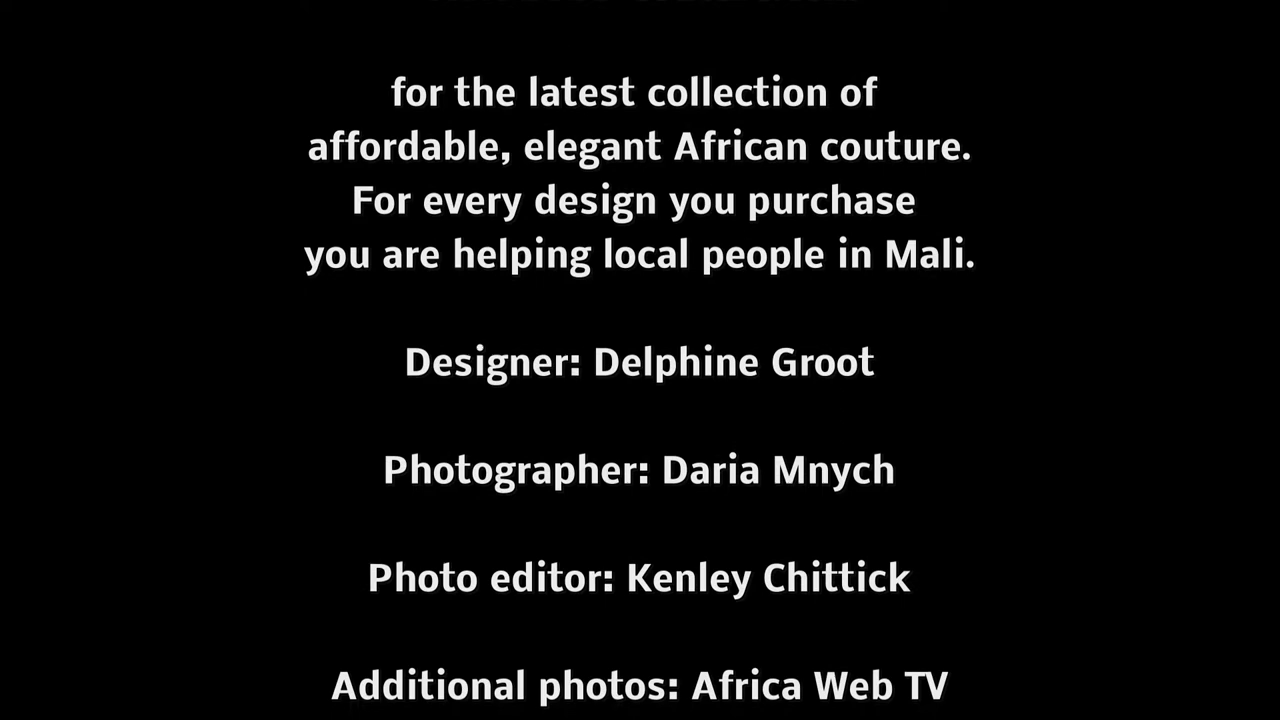 for the latest collection of
affordable, elegant African couture.
For every design you purchase
you are helping local people in Mali.
Designer: Delphine Groot
Photographer: Daria Mnych
Photo editor: Kenley Chittick
Additional photos: Africa Web TV